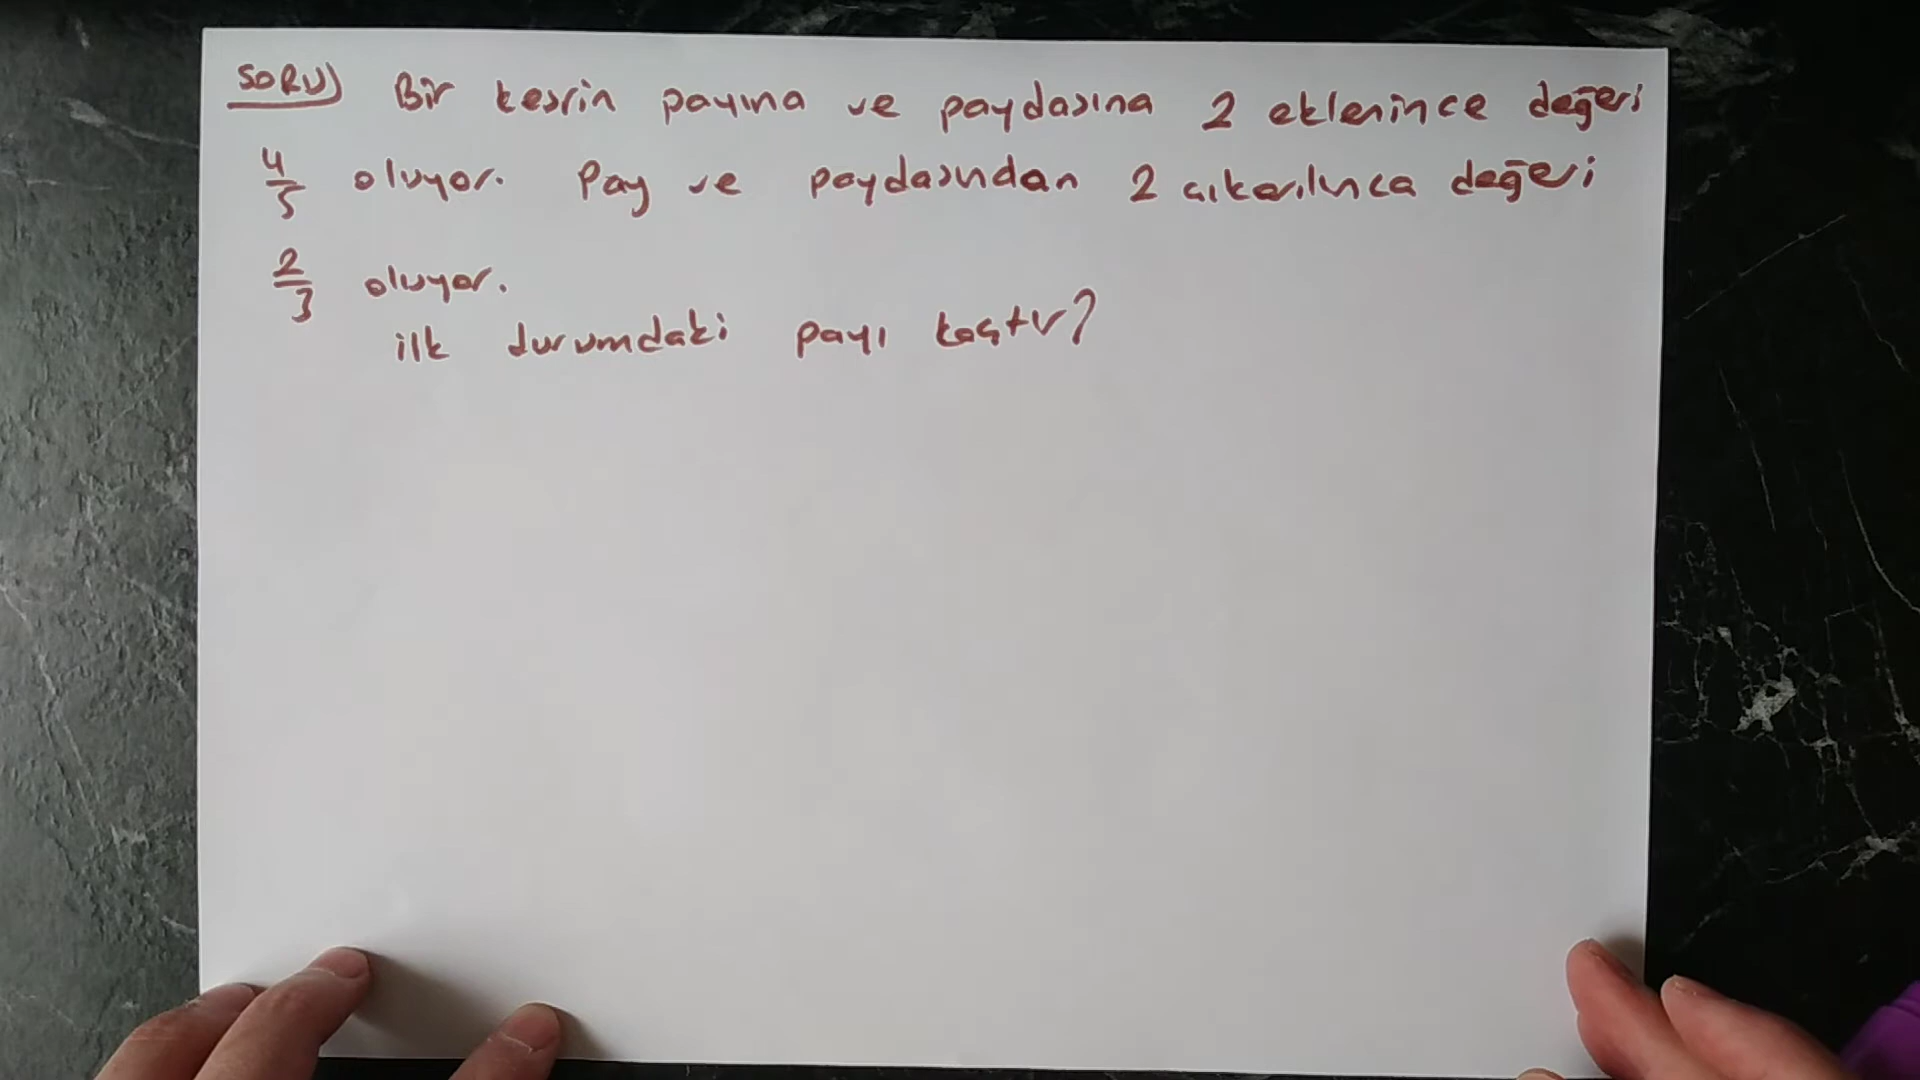 SORU) Bir kesrin payına ve paydasına 2 eklenince değeri
4/5 oluyor. Pay ve paydasından 2 çıkarılınca değeri
2/3 oluyor.
ilk durumdaki payı kaçtır?